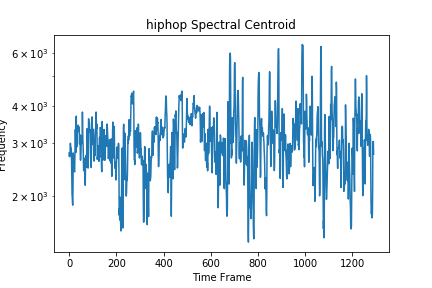 hiphop Spectral Centroid
Frequency
6 × 10³
4 × 10³
3 × 10³
2 × 10³
0 200 400 600 800 1000 1200
Time Frame